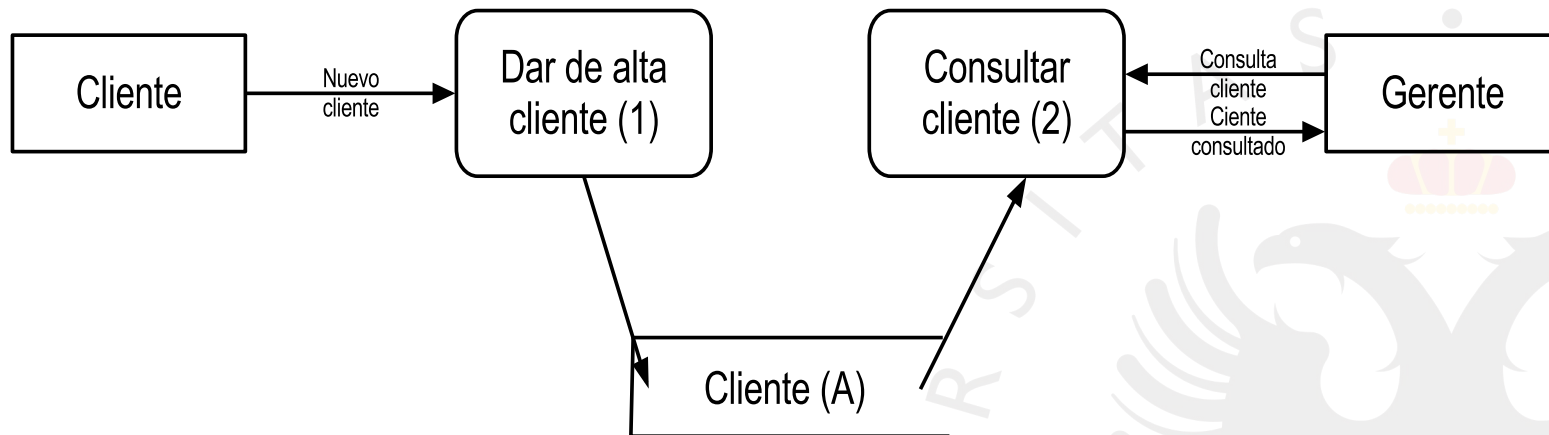 Cliente
Nuevo
cliente
Dar de alta
cliente (1)
Consultar
cliente (2)
Consulta
cliente
Ciente
consultado
Gerente
Cliente (A)
R S I T A S